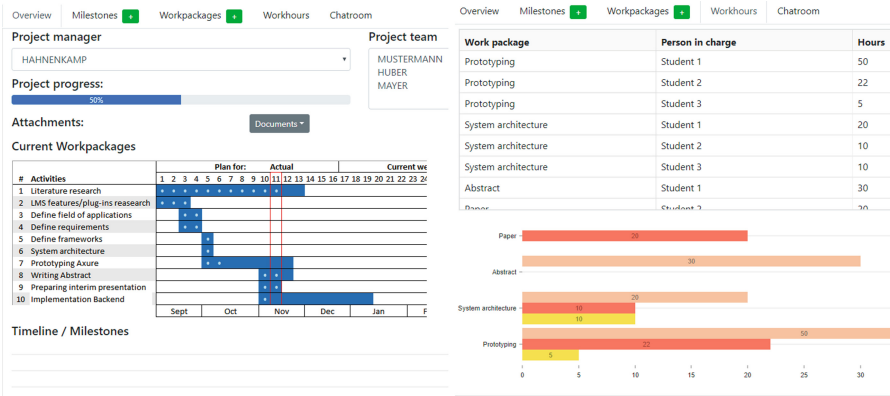 Overview Milestones + Workpackages + Workhours Chatroom
Project manager
HAHNENKAMP
Project team
MUSTERMANN
HUBER
MAYER
Project progress:
50%
Attachments: Documents
Current Workpackages
Plan for: Actual Current we
# Activities 1 2 3 4 5 6 7 8 9 10 11 12 13 14 15 16 17 18 19 20 21 22 23 24
1 Literature research
2 LMS features/plug-ins reasearch
3 Define field of applications
4 Define requirements
5 Define frameworks
6 System architecture
7 Prototyping Axure
8 Writing Abstract
9 Preparing interim presentation
10 Implementation Backend
Sept Oct Nov Dec Jan F
Timeline / Milestones
Overview Milestones + Workpackages + Workhours Chatroom
Work package Person in charge Hours
Prototyping Student 1 50
Prototyping Student 2 22
Prototyping Student 3 5
System architecture Student 1 20
System architecture Student 2 10
System architecture Student 3 10
Abstract Student 1 30
Paper Student 2 20
Paper 20
30
Abstract
20
System architecture 10
10
50
Prototyping 22
5
0 5 10 15 20 25 30